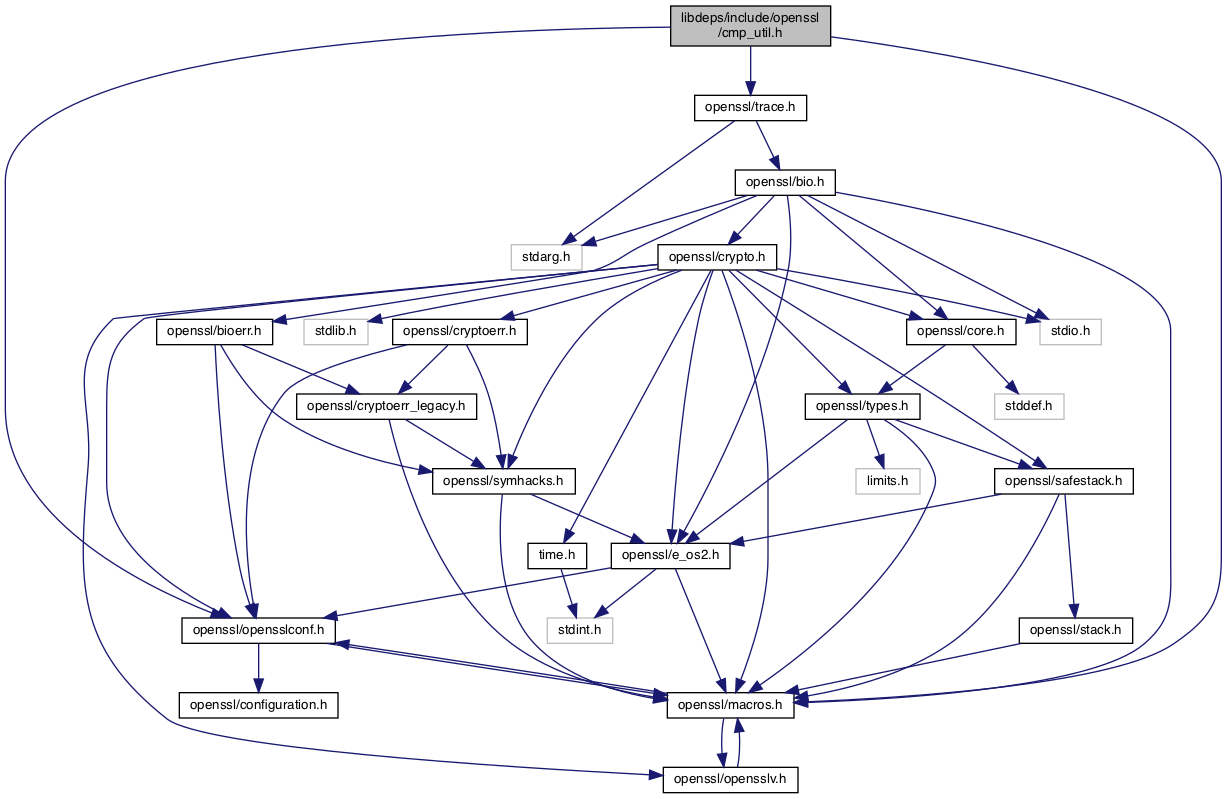 libdeps/include/openssl
/cmp_util.h
openssl/trace.h
openssl/bio.h
stdarg.h
openssl/crypto.h
openssl/bioerr.h
stdlib.h
openssl/cryptoerr.h
openssl/core.h
stdio.h
openssl/cryptoerr_legacy.h
openssl/types.h
stddef.h
openssl/symhacks.h
limits.h
openssl/safestack.h
time.h
openssl/e_os2.h
openssl/opensslconf.h
stdint.h
openssl/stack.h
openssl/configuration.h
openssl/macros.h
openssl/opensslv.h